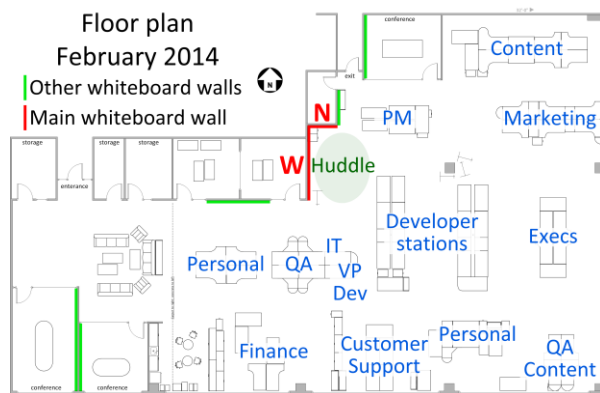 Floor plan
February 2014
Other whiteboard walls
Main whiteboard wall
N
conference
exit
Content
N
PM
Marketing
storage
storage
storage
enterance
W
Huddle
Developer
stations
Execs
Personal
QA
IT
VP
Dev
Finance
Customer
Support
Personal
QA
Content
conference
conference